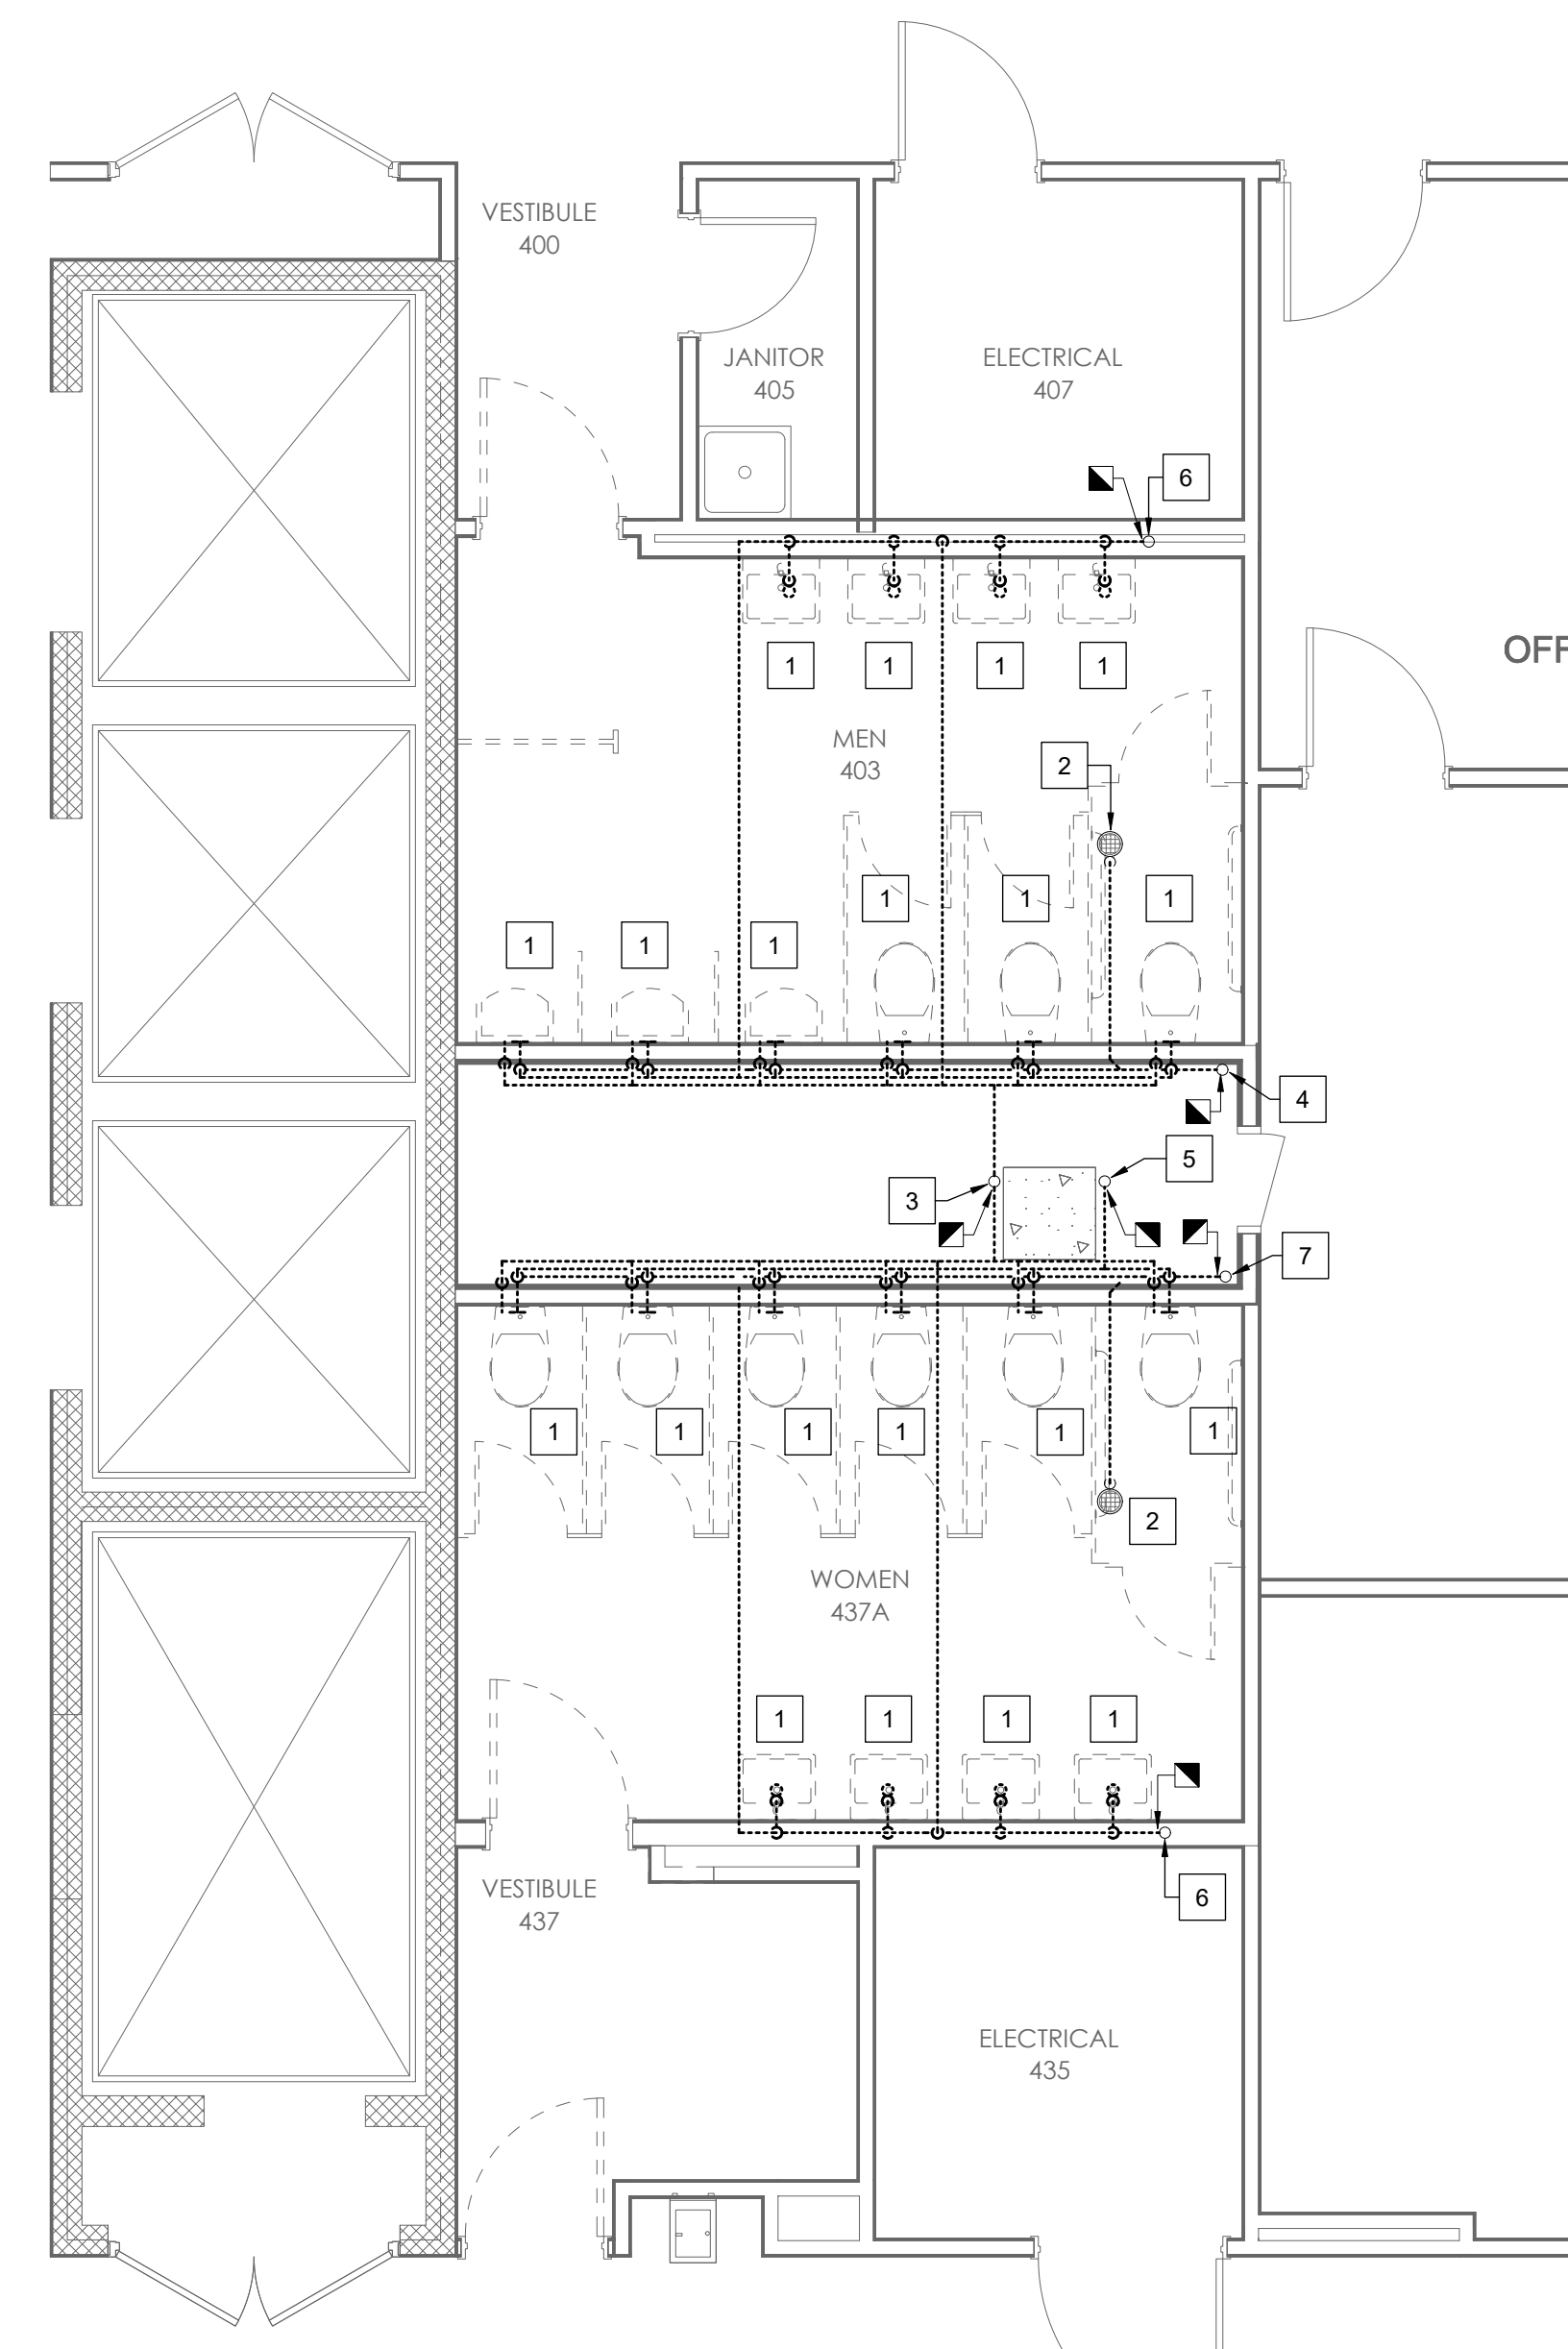 VESTIBULE
400
JANITOR
405
ELECTRICAL
407
6
1 1 1 1
OFF
MEN
403
2
1 1 1
1 1 1
4
5
3
7
1 1 1 1 1 1
2
WOMEN
437A
1 1 1 1
VESTIBULE
437
6
ELECTRICAL
435